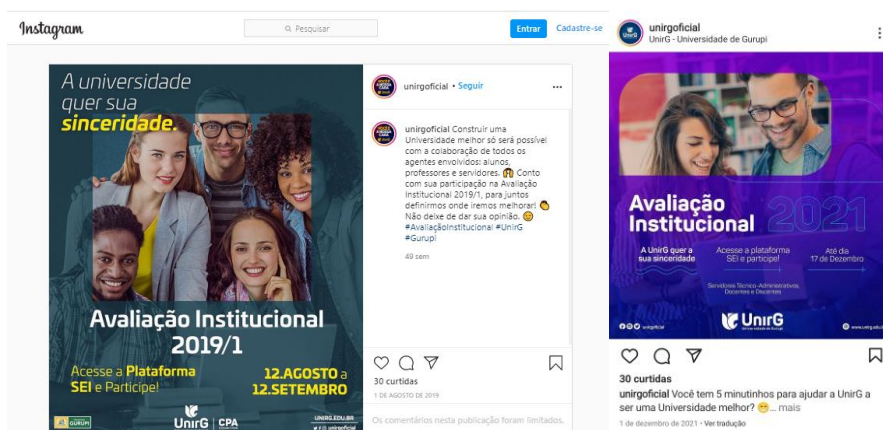 Instagram
Pesquisar
Entrar
Cadastre-se
A universidade
quer sua
sinceridade.
Avaliação Institucional
2019/1
Acesse a Plataforma
SEI e Participe!
12.AGOSTO a
12.SETEMBRO
GURUPI
UnirG
CPA
UNIRG.EDU.BR
unirgoficial
unirgoficial • Seguir
unirgoficial Construir uma
Universidade melhor só será possível
com a colaboração de todos os
agentes envolvidos: alunos,
professores e servidores. 🙌 Conto
com sua participação na Avaliação
Institucional 2019/1, para juntos
definirmos onde iremos melhorar!
Não deixe de dar sua opinião. 😉
#AvaliaçãoInstitucional #UnirG
#Gurupi
49 sem
30 curtidas
1 DE AGOSTO DE 2019
Os comentários nesta publicação foram limitados.
unirgoficial
UnirG - Universidade de Gurupi
Avaliação
Institucional 2021
A UnirG quer a
sua sinceridade
Acesse a plataforma
SEI e participe!
Até dia
17 de Dezembro
Servidores Técnico-Administrativos,
Docentes e Discentes
unirgoficial
UnirG
Universidade de Gurupi
30 curtidas
unirgoficial Você tem 5 minutinhos para ajudar a UnirG a
ser uma Universidade melhor? 😁... mais
1 de dezembro de 2021 • Ver tradução